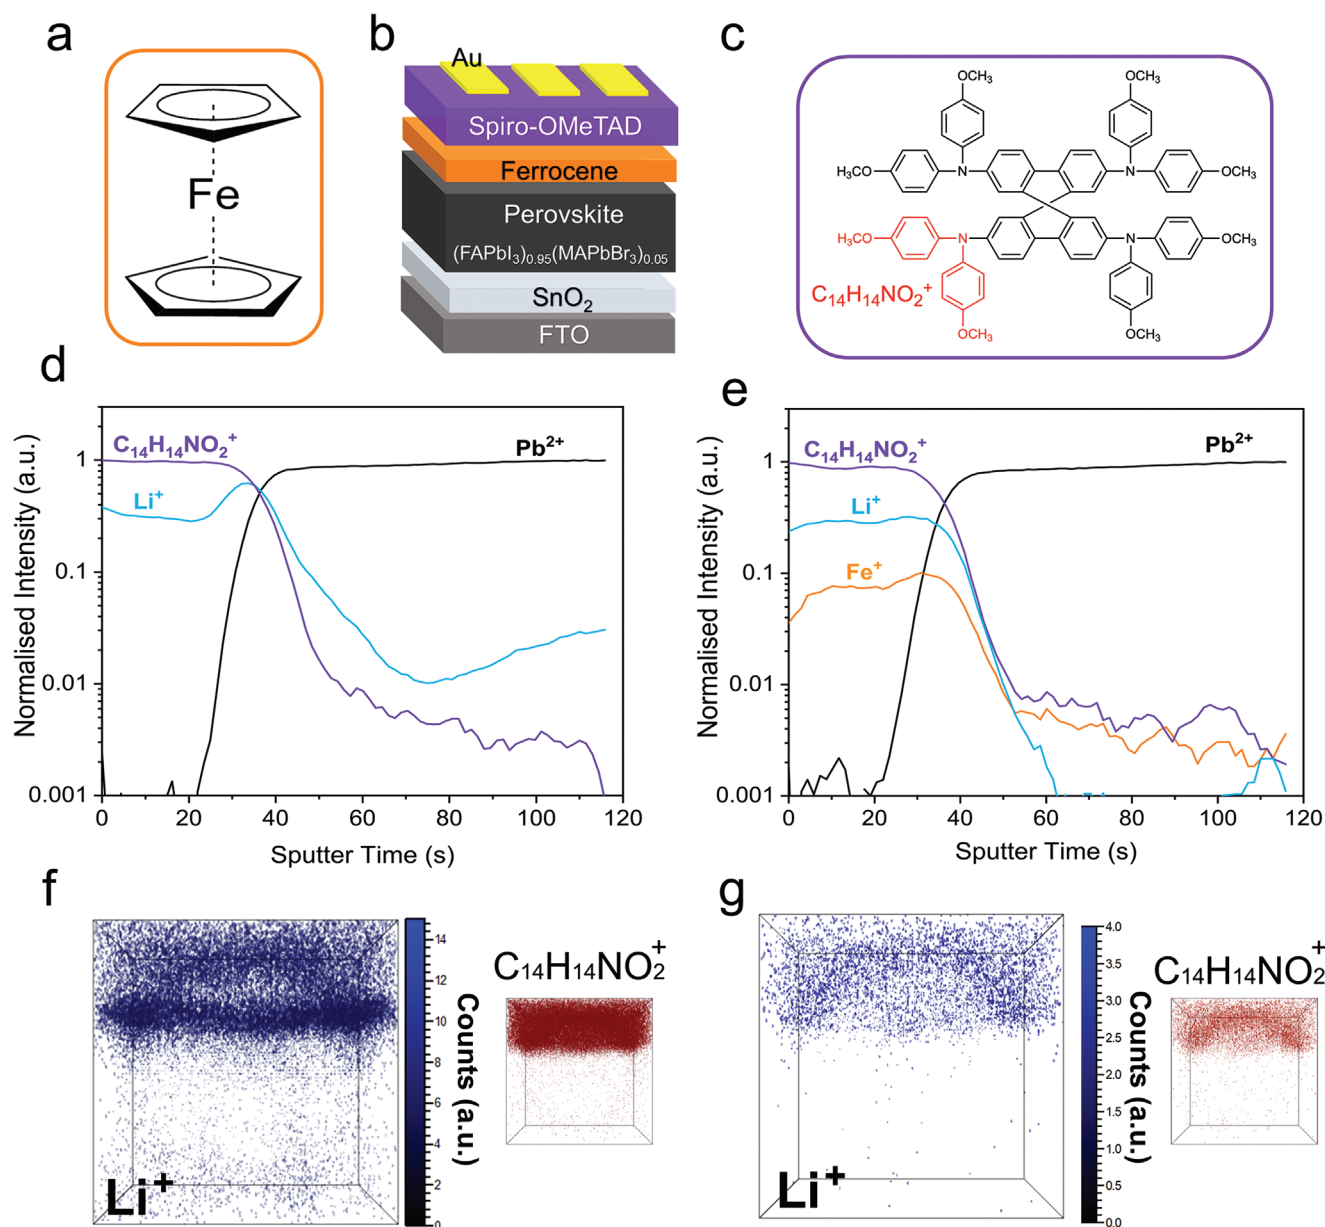 a
Fe
b
Au
Spiro-OMeTAD
Ferrocene
Perovskite
(FAPbI₃)₀.₉₅(MAPbBr₃)₀.₀₅
SnO₂
FTO
c
OCH₃ OCH₃
CH₃O N N OCH₃
H₃CO N N OCH₃
C₁₄H₁₄NO₂⁺
OCH₃ OCH₃
d
Normalised Intensity (a.u.)
1
0.1
0.01
0.001
C₁₄H₁₄NO₂⁺
Pb²⁺
Li⁺
0 20 40 60 80 100 120
Sputter Time (s)
e
Normalised Intensity (a.u.)
1
0.1
0.01
0.001
C₁₄H₁₄NO₂⁺
Pb²⁺
Li⁺
Fe⁺
0 20 40 60 80 100 120
Sputter Time (s)
f
Li⁺
14
12
10
8
6
4
2
0
Counts (a.u.)
C₁₄H₁₄NO₂⁺
g
Li⁺
4.0
3.5
3.0
2.5
2.0
1.5
1.0
0.5
0.0
Counts (a.u.)
C₁₄H₁₄NO₂⁺